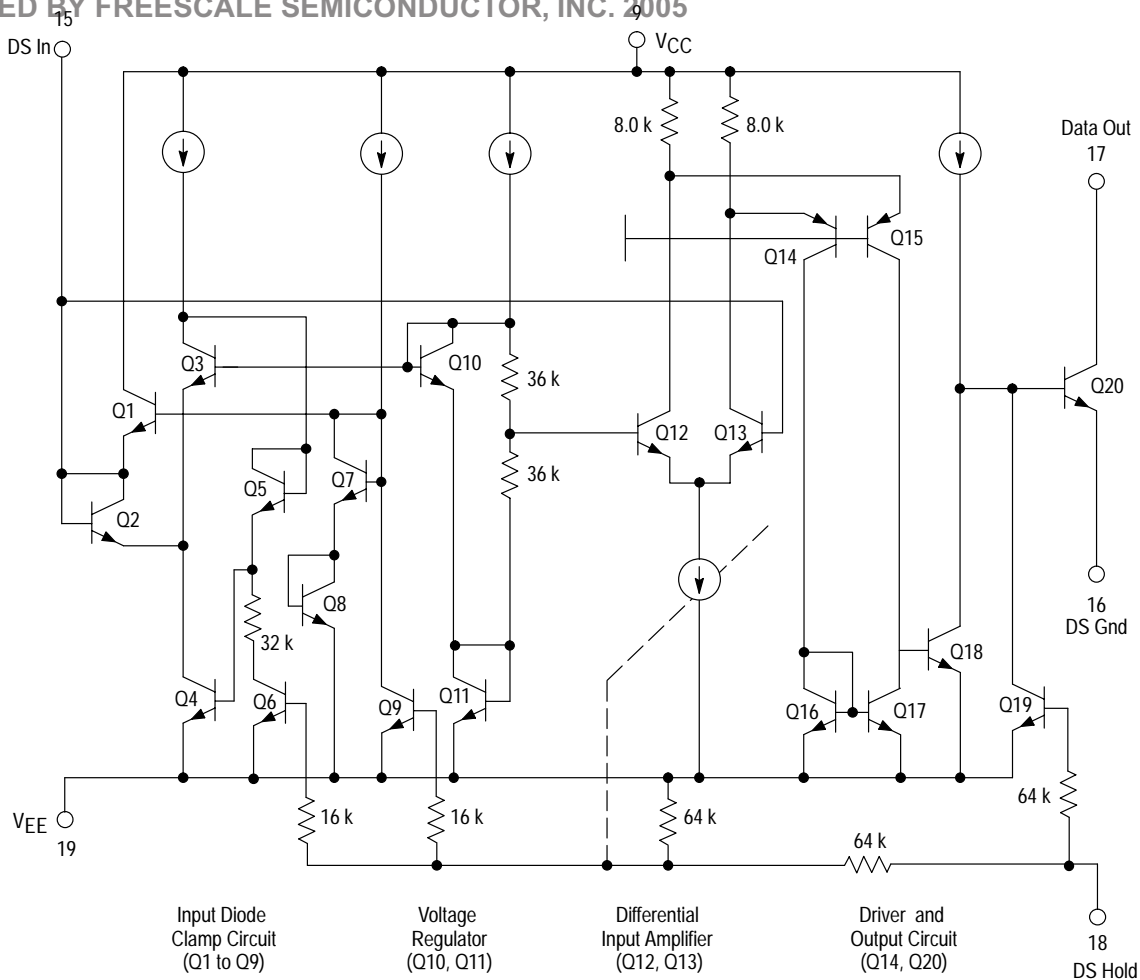 ED BY FREESCALE SEMICONDUCTOR, INC. 2005
15
DS In
9
VCC
8.0 k
8.0 k
Data Out
17
Q14
Q15
Q3
Q10
36 k
Q20
Q1
Q12
Q13
Q5
Q7
36 k
Q2
Q8
16
DS Gnd
32 k
Q18
Q4
Q6
Q9
Q11
Q16
Q17
Q19
VEE
19
16 k
16 k
64 k
64 k
64 k
18
DS Hold
Input Diode
Clamp Circuit
(Q1 to Q9)
Voltage
Regulator
(Q10, Q11)
Differential
Input Amplifier
(Q12, Q13)
Driver and
Output Circuit
(Q14, Q20)